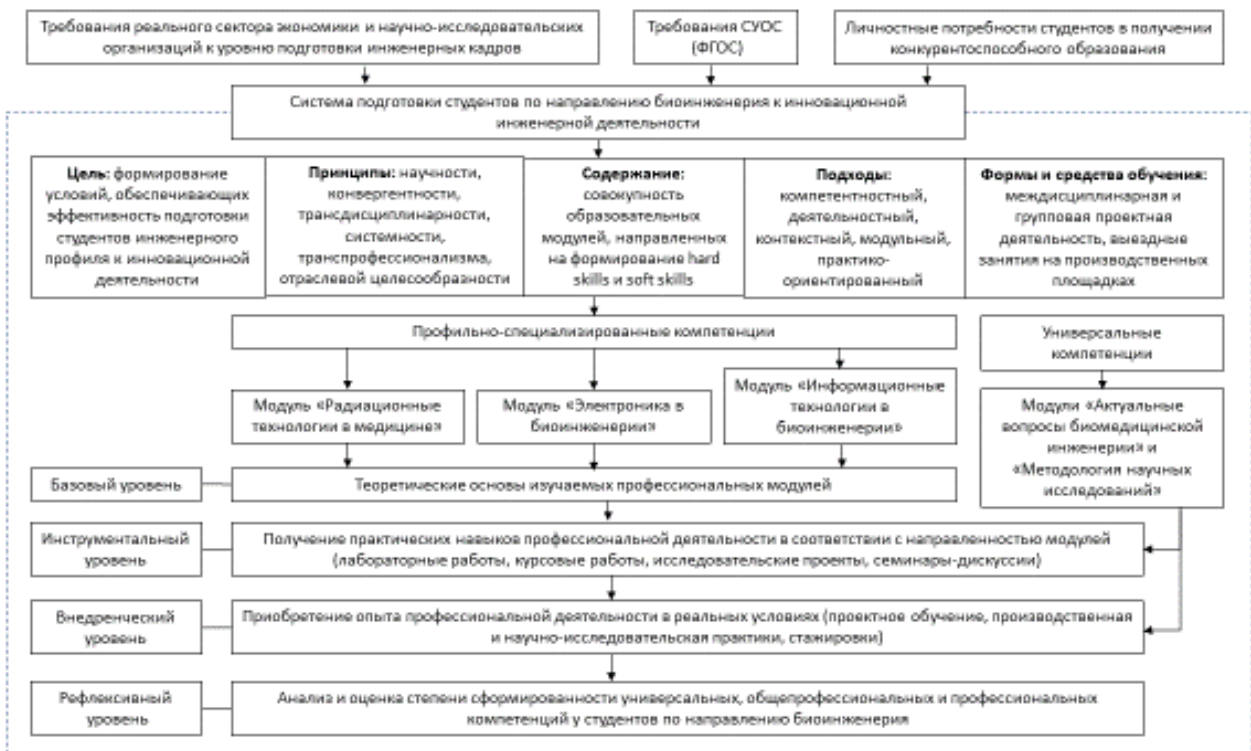 Требования реального сектора экономики и научно-исследовательских
организаций к уровню подготовки инженерных кадров
Требования СУОС
(ФГОС)
Личностные потребности студентов в получении
конкурентоспособного образования
Система подготовки студентов по направлению биоинженерия к инновационной
инженерной деятельности
Цель: формирование
условий, обеспечивающих
эффективность подготовки
студентов инженерного
профиля к инновационной
деятельности
Принципы: научности,
конвергентности,
трансдисциплинарности,
системности,
транспрофессионализма,
отраслевой целесообразности
Содержание:
совокупность
образовательных
модулей, направленных
на формирование hard
skills и soft skills
Подходы:
компетентностный,
деятельностный,
контекстный, модульный,
практико-
ориентированный
Формы и средства обучения:
междисциплинарная и
групповая проектная
деятельность, выездные
занятия на производственных
площадках
Профильно-специализированные компетенции
Универсальные
компетенции
Модуль «Радиационные
технологии в медицине»
Модуль «Электроника в
биоинженерии»
Модуль «Информационные
технологии в
биоинженерии»
Модули «Актуальные
вопросы биомедицинской
инженерии» и
«Методология научных
исследований»
Базовый уровень
Теоретические основы изучаемых профессиональных модулей
Инструментальный
уровень
Получение практических навыков профессиональной деятельности в соответствии с направленностью модулей
(лабораторные работы, курсовые работы, исследовательские проекты, семинары-дискуссии)
Внедренческий
уровень
Приобретение опыта профессиональной деятельности в реальных условиях (проектное обучение, производственная
и научно-исследовательская практики, стажировки)
Рефлексивный
уровень
Анализ и оценка степени сформированности универсальных, общепрофессиональных и профессиональных
компетенций у студентов по направлению биоинженерия